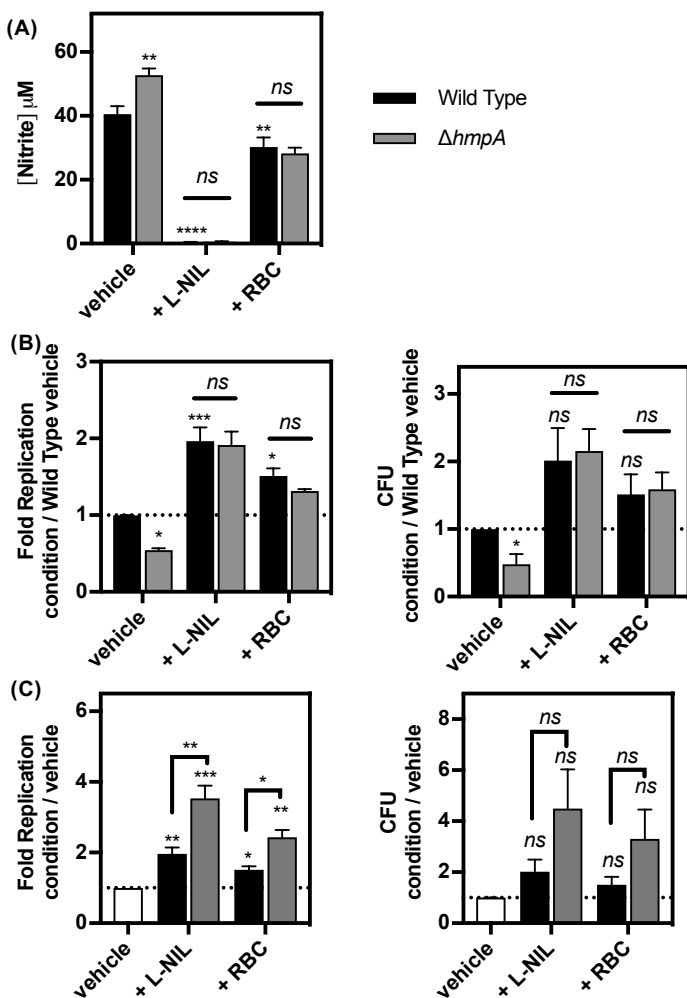 (A)
[Nitrite] μM
60
40
20
0
**
****
ns
**
ns
vehicle
+ L-NIL
+ RBC
Wild Type
ΔhmpA
(B)
Fold Replication
condition / Wild Type vehicle
3
2
1
0
*
***
ns
*
ns
vehicle
+ L-NIL
+ RBC
CFU
condition / Wild Type vehicle
3
2
1
0
*
ns
ns
ns
ns
vehicle
+ L-NIL
+ RBC
(C)
Fold Replication
condition / vehicle
6
4
2
0
**
**
***
*
*
**
vehicle
+ L-NIL
+ RBC
CFU
condition / vehicle
8
6
4
2
0
ns
ns
ns
ns
ns
ns
vehicle
+ L-NIL
+ RBC